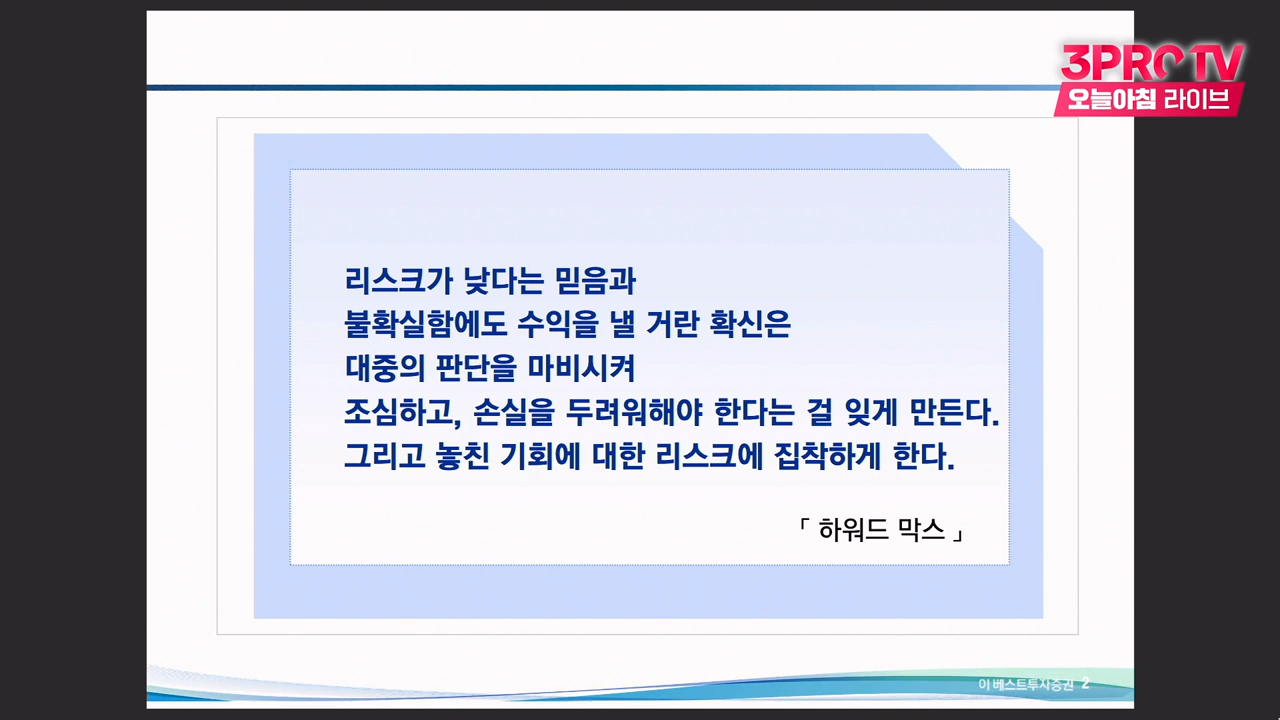 3PROTV
오늘아침 라이브
리스크가 낮다는 믿음과
불확실함에도 수익을 낼 거란 확신은
대중의 판단을 마비시켜
조심하고, 손실을 두려워해야 한다는 걸 잊게 만든다.
그리고 놓친 기회에 대한 리스크에 집착하게 한다.
「 하워드 막스 」
이베스트투자증권 2